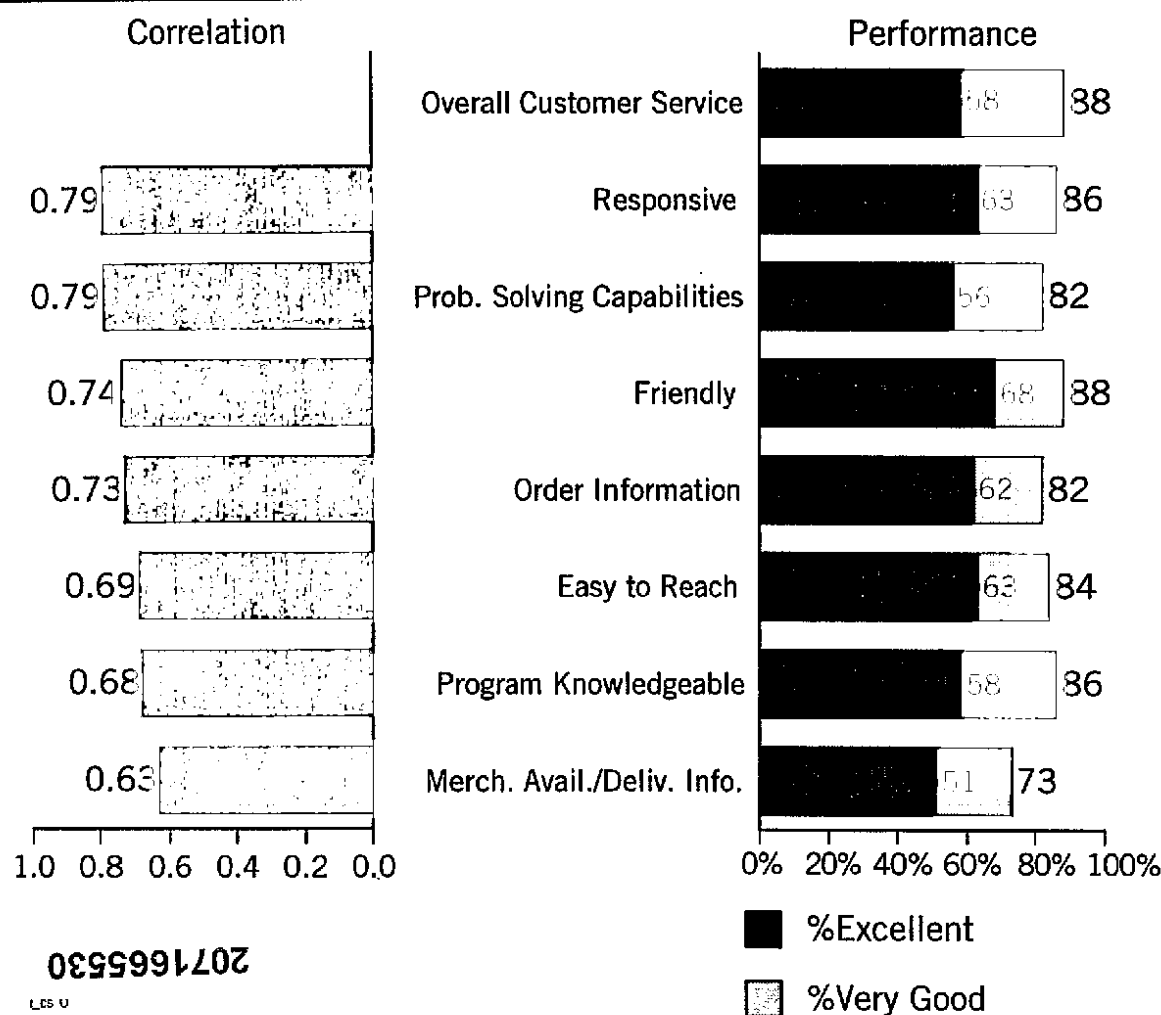 Correlation Performance
Overall Customer Service 58 88
0.79 Responsive 63 86
0.79 Prob. Solving Capabilities 56 82
0.74 Friendly 68 88
0.73 Order Information 62 82
0.69 Easy to Reach 63 84
0.68 Program Knowledgeable 58 86
0.63 Merch. Avail./Deliv. Info. 51 73
1.0 0.8 0.6 0.4 0.2 0.0 0% 20% 40% 60% 80% 100%
%Excellent
2071665530
%Very Good